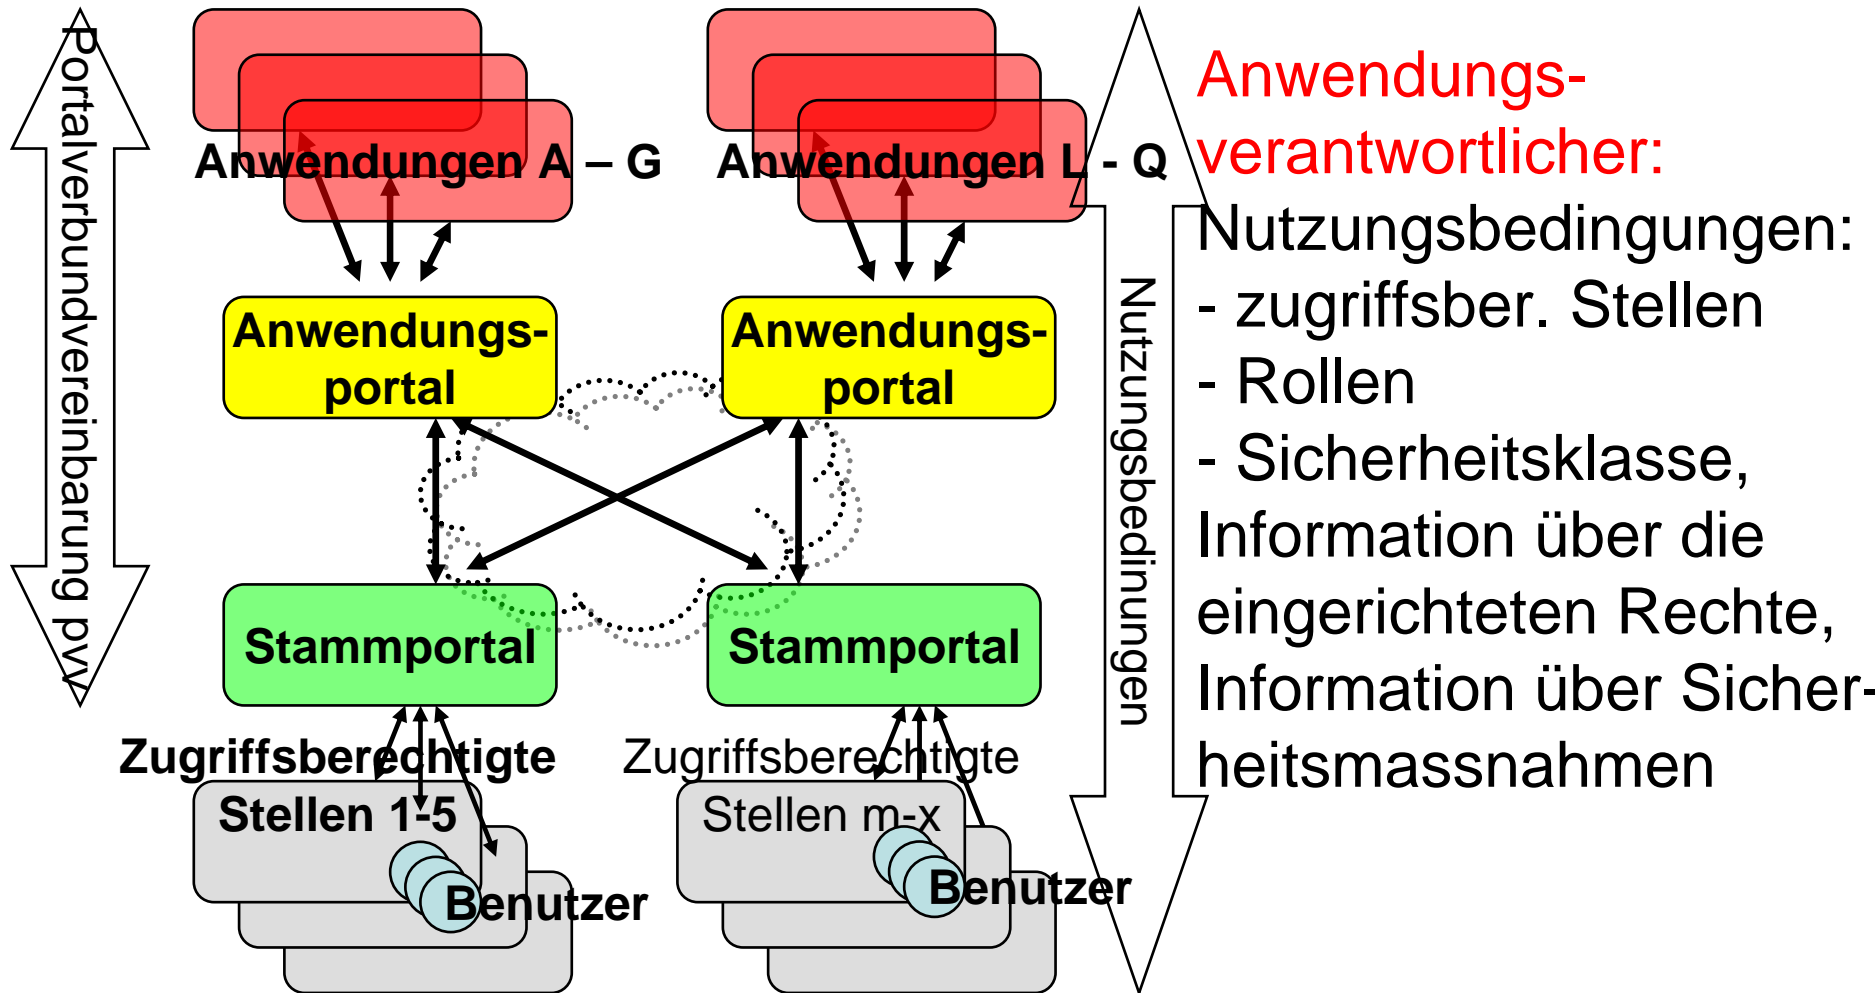 Portalverbundvereinbarung pvv
Anwendungen A – G
Anwendungen L - Q
Anwendungs-
portal
Anwendungs-
portal
Stammportal
Stammportal
Zugriffsberechtigte
Stellen 1-5
Benutzer
Zugriffsberechtigte
Stellen m-x
Benutzer
Nutzungsbedinungen
Anwendungs-
verantwortlicher:
Nutzungsbedingungen:
- zugriffsber. Stellen
- Rollen
- Sicherheitsklasse,
Information über die
eingerichteten Rechte,
Information über Sicher-
heitsmassnahmen